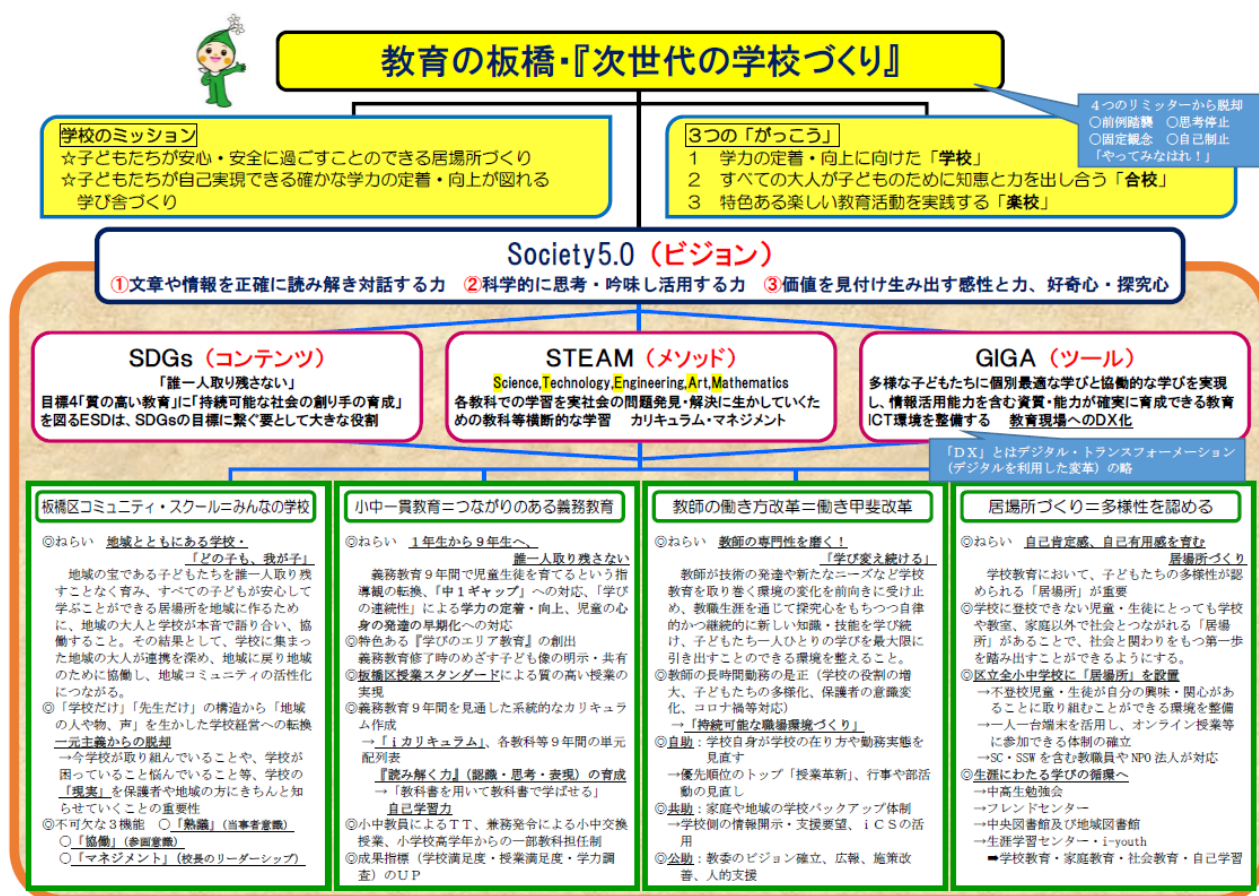 教育の板橋・『次世代の学校づくり』
4つのリミッターから脱却
○前例踏襲　○思考停止
○固定観念　○自己制止
「やってみなはれ！」
学校のミッション
☆子どもたちが安心・安全に過ごすことのできる居場所づくり
☆子どもたちが自己実現できる確かな学力の定着・向上が図れる
学び舎づくり
3つの「がっこう」
1　学力の定着・向上に向けた「学校」
2　すべての大人が子どものために知恵と力を出し合う「合校」
3　特色ある楽しい教育活動を実践する「楽校」
Society5.0（ビジョン）
①文章や情報を正確に読み解き対話する力　②科学的に思考・吟味し活用する力　③価値を見付け生み出す感性と力、好奇心・探究心
SDGs（コンテンツ）
「誰一人取り残さない」
目標4「質の高い教育」に「持続可能な社会の創り手の育成」
を図るESDは、SDGsの目標に繋ぐ要として大きな役割
STEAM（メソッド）
Science,Technology,Engineering,Art,Mathematics
各教科での学習を実社会の問題発見・解決に生かしていくた
めの教科等横断的な学習　カリキュラム・マネジメント
GIGA（ツール）
多様な子どもたちに個別最適な学びと協働的な学びを実現
し、情報活用能力を含む資質・能力が確実に育成できる教育
ICT環境を整備する　教育現場へのDX化
「DX」とはデジタル・トランスフォーメーション
（デジタルを利用した変革）の略
板橋区コミュニティ・スクール＝みんなの学校
◎ねらい　地域とともにある学校・
「どの子も、我が子」
地域の宝である子どもたちを誰一人取り残
すことなく育み、すべての子どもが安心して
学ぶことができる居場所を地域に作るため
に、地域の大人と学校が本音で語り合い、協
働すること。その結果として、学校に集まっ
た地域の大人が連携を深め、地域に戻り地域
のために協働し、地域コミュニティの活性化
につながる。
◎「学校だけ」「先生だけ」の構造から「地域
の人や物、声」を生かした学校経営への転換
一元主義からの脱却
→今学校が取り組んでいることや、学校が
困っていること悩んでいること等、学校の
「現実」を保護者や地域の方にきちんと知
らせていくことの重要性
◎不可欠な3機能　○「熟議」（当事者意識）
○「協働」（参画意識）
○「マネジメント」（校長のリーダーシップ）
小中一貫教育＝つながりのある義務教育
◎ねらい　1年生から9年生へ、
誰一人取り残さない
義務教育9年間で児童生徒を育てるという指
導観の転換、「中1ギャップ」への対応、「学び
の連続性」による学力の定着・向上、児童の心
身の発達の早期化への対応
◎特色ある『学びのエリア教育』の創出
義務教育修了時のめざす子ども像の明示・共有
◎板橋区授業スタンダードによる質の高い授業の
実現
◎義務教育9年間を見通した系統的なカリキュラ
ム作成
→「iカリキュラム」、各教科等9年間の単元
配列表
『読み解く力』（認識・思考・表現）の育成
→「教科書を用いて教科書で学ばせる」
自己学習力
◎小中教員によるTT、兼務発令による小中交換
授業、小学校高学年からの一部教科担任制
◎成果指標（学校満足度・授業満足度・学力調
査）のUP
教師の働き方改革＝働き甲斐改革
◎ねらい　教師の専門性を磨く！
「学び変え続ける」
教師が技術の発達や新たなニーズなど学校
教育を取り巻く環境の変化を前向きに受け止
め、教職生涯を通じて探究心をもちつつ自律
的かつ継続的に新しい知識・技能を学び続
け、子どもたち一人ひとりの学びを最大限に
引き出すことのできる環境を整えること。
◎教師の長時間勤務の是正（学校の役割の増
大、子どもたちの多様化、保護者の意識変
化、コロナ禍等対応）
→「持続可能な職場環境づくり」
◎自助：学校自身が学校の在り方や勤務実態を
見直す
→優先順位のトップ「授業革新」、行事や部活
動の見直し
◎共助：家庭や地域の学校バックアップ体制
→学校側の情報開示・支援要望、iCSの活
用
◎公助：教委のビジョン確立、広報、施策改
善、人的支援
居場所づくり＝多様性を認める
◎ねらい　自己肯定感、自己有用感を育む
居場所づくり
学校教育において、子どもたちの多様性が認
められる「居場所」が重要
◎学校に登校できない児童・生徒にとっても学校
や教室、家庭以外で社会とつながれる「居場
所」があることで、社会と関わりをもつ第一歩
を踏み出すことができるようにする。
◎区立全小中学校に「居場所」を設置
→不登校児童・生徒が自分の興味・関心があ
ることに取り組むことができる環境を整備
→一人一台端末を活用し、オンライン授業等
に参加できる体制の確立
→SC・SSWを含む教職員やNPO法人が対応
◎生涯にわたる学びの循環へ
→中高生勉強会
→フレンドセンター
→中央図書館及び地域図書館
→生涯学習センター・i-youth
➡学校教育・家庭教育・社会教育・自己学習